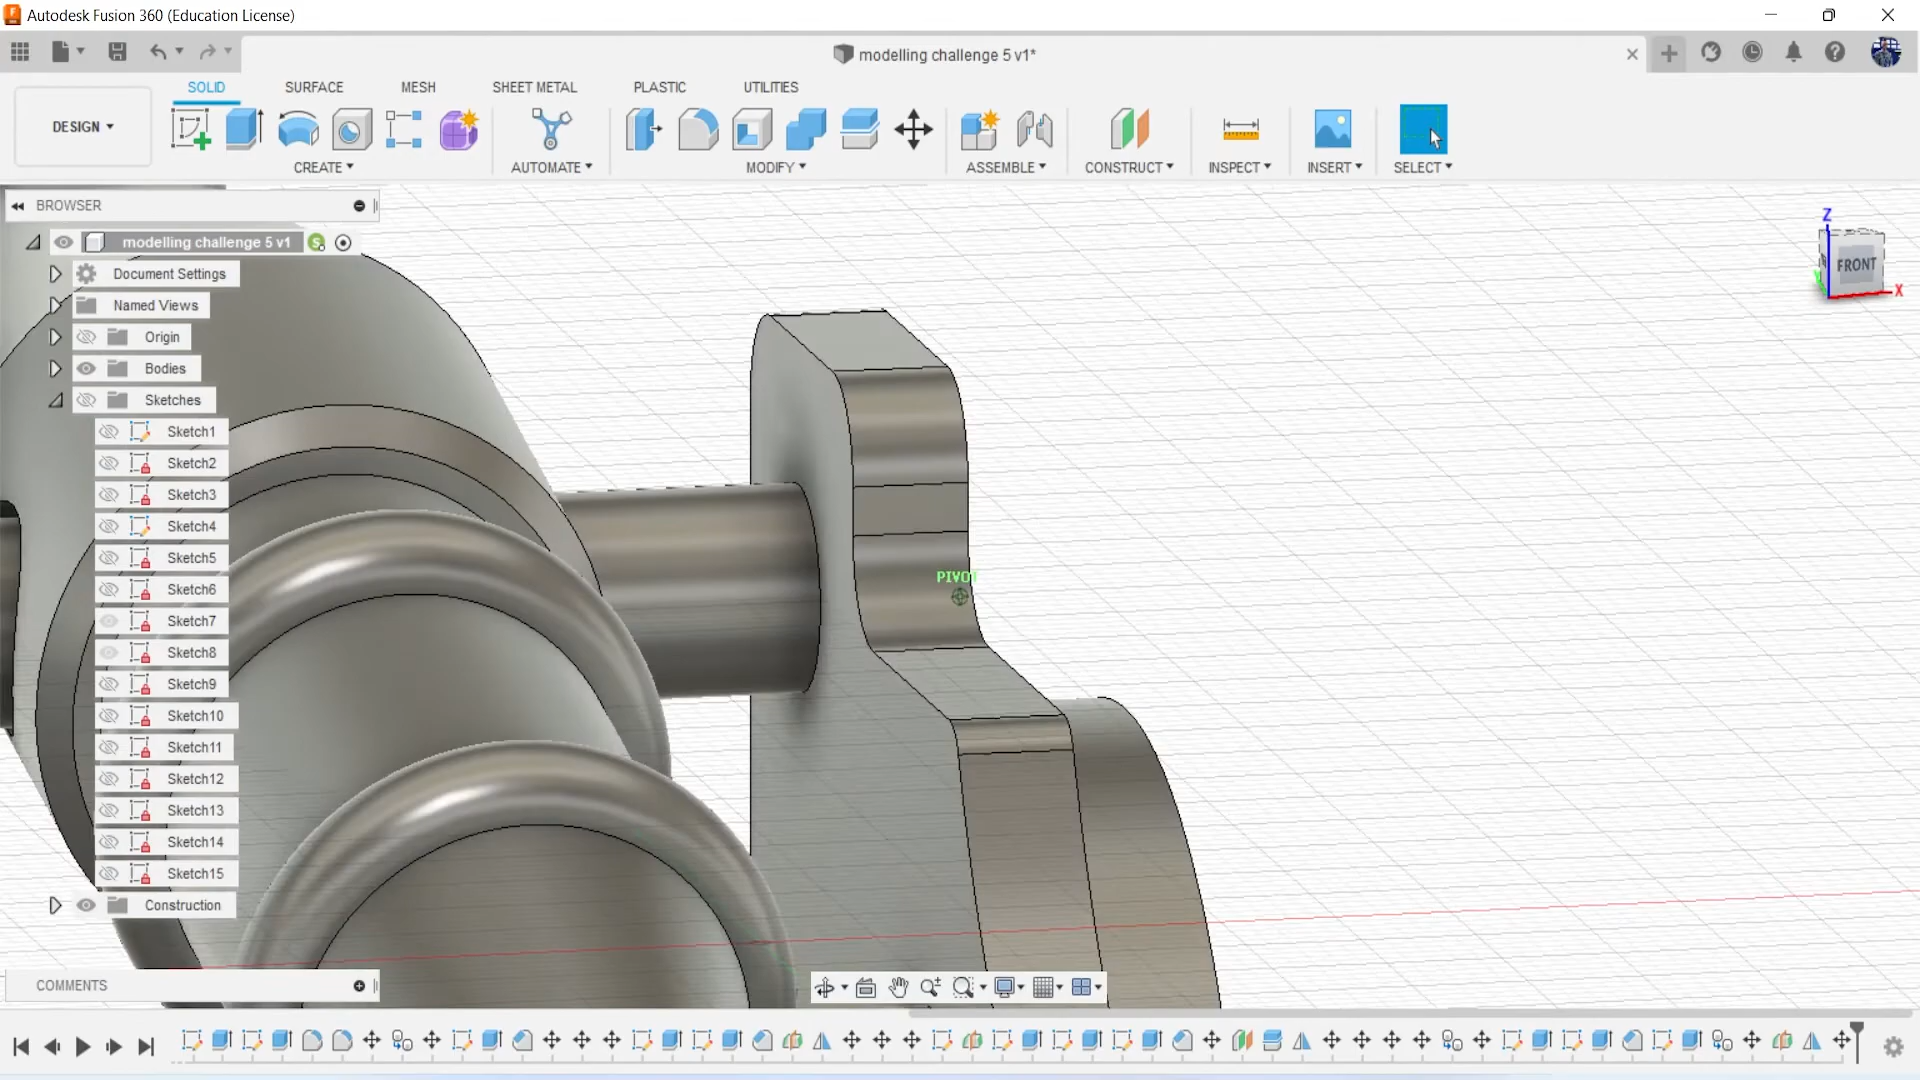 Autodesk Fusion 360 (Education License)
modelling challenge 5 v1*
SOLID SURFACE MESH SHEET METAL PLASTIC UTILITIES
DESIGN
CREATE AUTOMATE MODIFY ASSEMBLE CONSTRUCT INSPECT INSERT SELECT
BROWSER
modelling challenge 5 v1
Document Settings
Named Views
Origin
Bodies
Sketches
Sketch1
Sketch2
Sketch3
Sketch4
Sketch5
Sketch6
Sketch7
Sketch8
Sketch9
Sketch10
Sketch11
Sketch12
Sketch13
Sketch14
Sketch15
Construction
COMMENTS
PIVOT
Z
FRONT
X